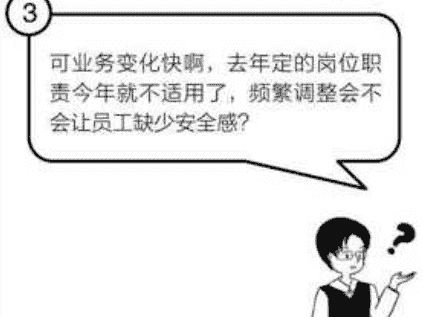 3
可业务变化快啊，去年定的岗位职
责今年就不适用了，频繁调整会不
会让员工缺少安全感？
?